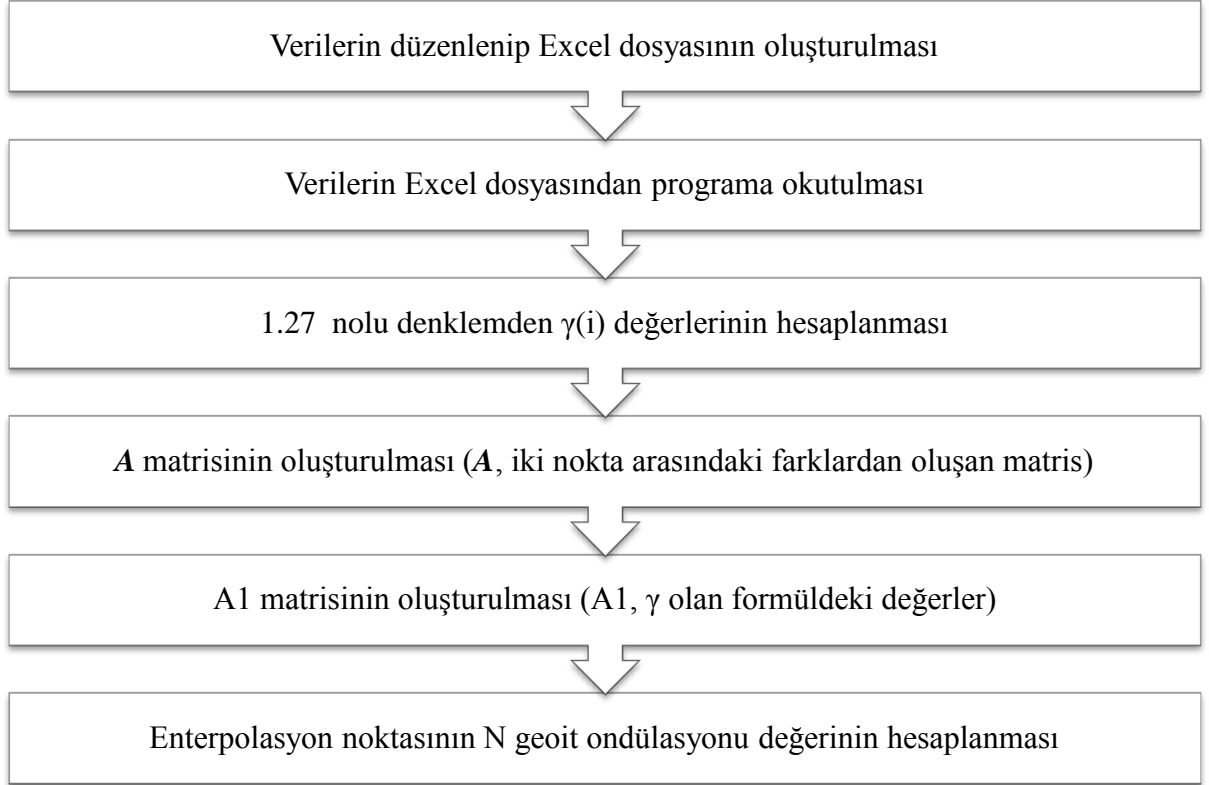 Verilerin düzenlenip Excel dosyasının oluşturulması
Verilerin Excel dosyasından programa okutulması
1.27 nolu denklemden γ(i) değerlerinin hesaplanması
A matrisinin oluşturulması (A, iki nokta arasındaki farklardan oluşan matris)
A1 matrisinin oluşturulması (A1, γ olan formüldeki değerler)
Enterpolasyon noktasının N geoit ondülasyonu değerinin hesaplanması